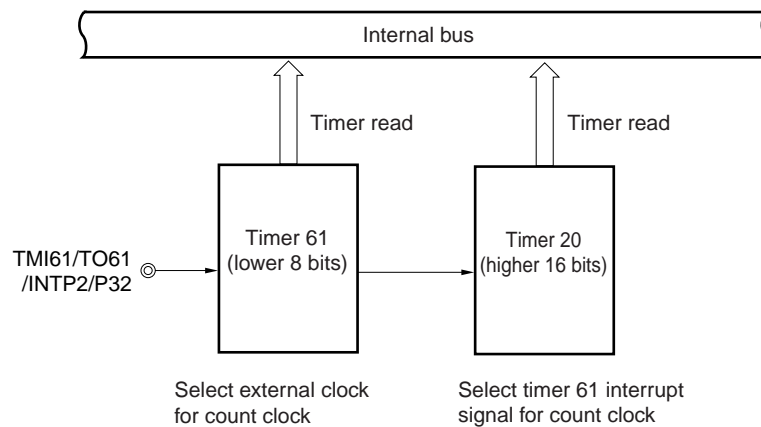 Internal bus
Timer read
Timer read
Timer 61
(lower 8 bits)
Timer 20
(higher 16 bits)
TMI61/TO61
/INTP2/P32
Select external clock
for count clock
Select timer 61 interrupt
signal for count clock